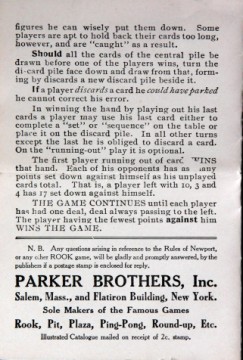 figures he can wisely put them down. Some
players are apt to hold back their cards too long,
however, and are "caught" as a result.
Should all the cards of the central pile be
drawn before one of the players wins, turn the
di-card pile face down and draw from that, form-
ing by discards a new discard pile beside it.
If a player discards a card he could have parked
he cannot correct his error.
In winning the hand by playing out his last
cards a player may use his last card either to
complete a "set" or "sequence" on the table or
place it on the discard pile. In all other turns
except the last he is obliged to discard a card.
On the "running-out" play it is optional.
The first player running out of card WINS
that hand. Each of his opponents has as any
points set down against himself as his unplayed
cards total. That is, a player left with 10, 3 and
4 has 17 set down against himself.
THE GAME CONTINUES until each player
has had one deal, deal always passing to the left.
The player having the fewest points against him
WINS THE GAME.
N. B. Any questions arising in reference to the Rules of Newport,
or any other ROOK game, will be gladly and promptly answered, by the
publishers if a postage stamp is enclosed for reply.
PARKER BROTHERS, Inc.
Salem, Mass., and Flatiron Building, New York.
Sole Makers of the Famous Games
Rook, Pit, Plaza, Ping-Pong, Round-up, Etc.
Illustrated Catalogue mailed on receipt of 2c. stamp.